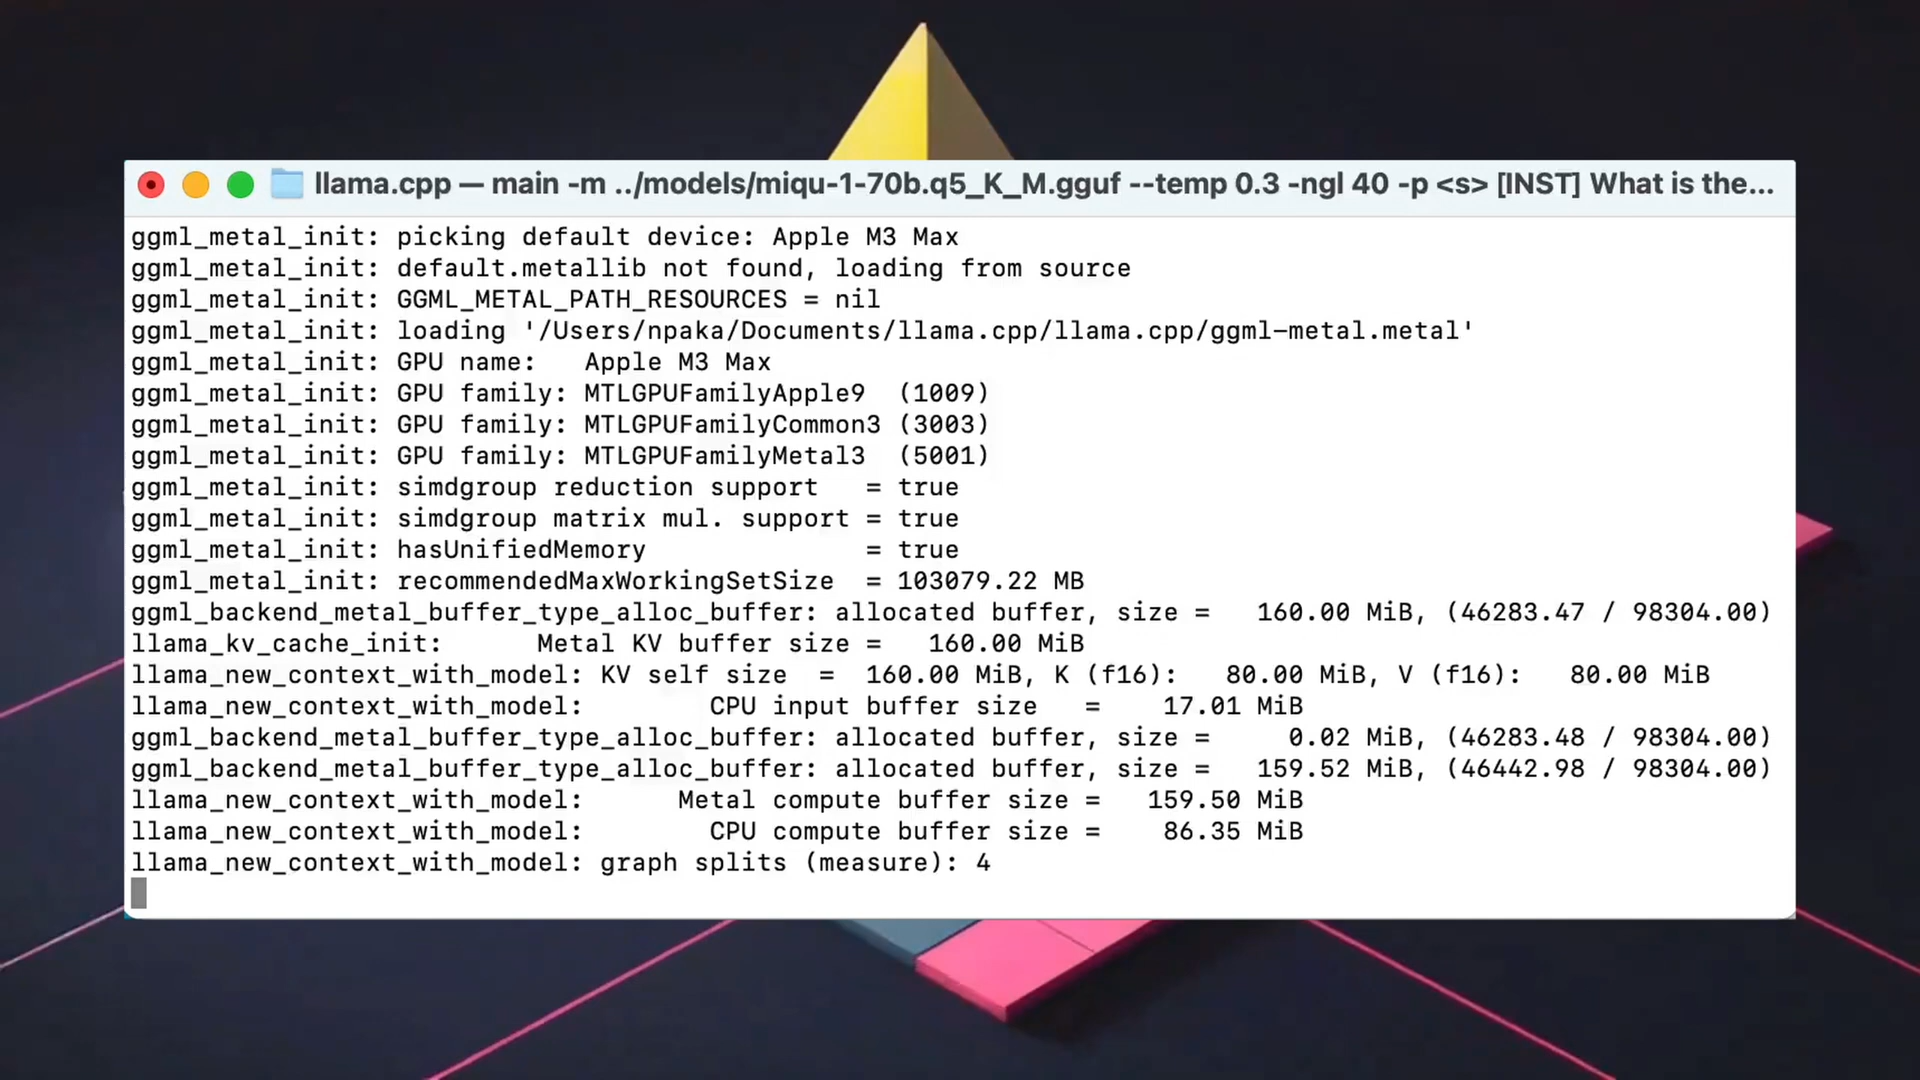 llama.cpp — main -m ../models/miqu-1-70b.q5_K_M.gguf --temp 0.3 -ngl 40 -p <s> [INST] What is the...
ggml_metal_init: picking default device: Apple M3 Max
ggml_metal_init: default.metallib not found, loading from source
ggml_metal_init: GGML_METAL_PATH_RESOURCES = nil
ggml_metal_init: loading '/Users/npaka/Documents/llama.cpp/llama.cpp/ggml-metal.metal'
ggml_metal_init: GPU name:   Apple M3 Max
ggml_metal_init: GPU family: MTLGPUFamilyApple9  (1009)
ggml_metal_init: GPU family: MTLGPUFamilyCommon3 (3003)
ggml_metal_init: GPU family: MTLGPUFamilyMetal3  (5001)
ggml_metal_init: simdgroup reduction support   = true
ggml_metal_init: simdgroup matrix mul. support = true
ggml_metal_init: hasUnifiedMemory              = true
ggml_metal_init: recommendedMaxWorkingSetSize  = 103079.22 MB
ggml_backend_metal_buffer_type_alloc_buffer: allocated buffer, size =   160.00 MiB, (46283.47 / 98304.00)
llama_kv_cache_init:      Metal KV buffer size =   160.00 MiB
llama_new_context_with_model: KV self size  =  160.00 MiB, K (f16):   80.00 MiB, V (f16):   80.00 MiB
llama_new_context_with_model:        CPU input buffer size   =    17.01 MiB
ggml_backend_metal_buffer_type_alloc_buffer: allocated buffer, size =     0.02 MiB, (46283.48 / 98304.00)
ggml_backend_metal_buffer_type_alloc_buffer: allocated buffer, size =   159.52 MiB, (46442.98 / 98304.00)
llama_new_context_with_model:      Metal compute buffer size =   159.50 MiB
llama_new_context_with_model:        CPU compute buffer size =    86.35 MiB
llama_new_context_with_model: graph splits (measure): 4